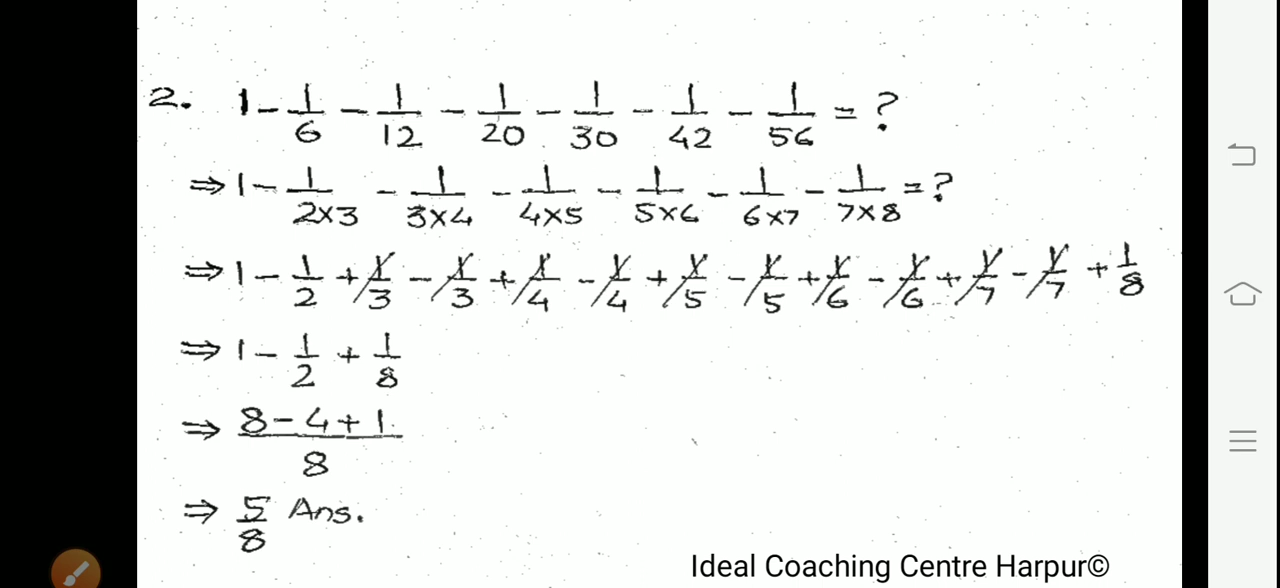 2. 1 - 1/6 - 1/12 - 1/20 - 1/30 - 1/42 - 1/56 = ?
⇒ 1 - 1/2×3 - 1/3×4 - 1/4×5 - 1/5×6 - 1/6×7 - 1/7×8 = ?
⇒ 1 - 1/2 + 1/3 - 1/3 + 1/4 - 1/4 + 1/5 - 1/5 + 1/6 - 1/6 + 1/7 - 1/7 + 1/8
⇒ 1 - 1/2 + 1/8
⇒ 8 - 4 + 1/8
⇒ 5/8 Ans.
Ideal Coaching Centre Harpur©